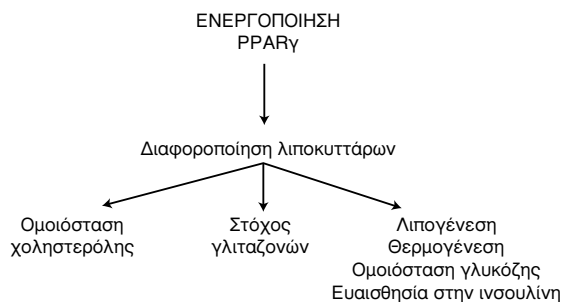 ΕΝΕΡΓΟΠΟΙΗΣΗ
PPARγ
Διαφοροποίηση λιποκυττάρων
Ομοιόσταση
χοληστερόλης
Στόχος
γλιταζονών
Λιπογένεση
Θερμογένεση
Ομοιόσταση γλυκόζης
Ευαισθησία στην ινσουλίνη